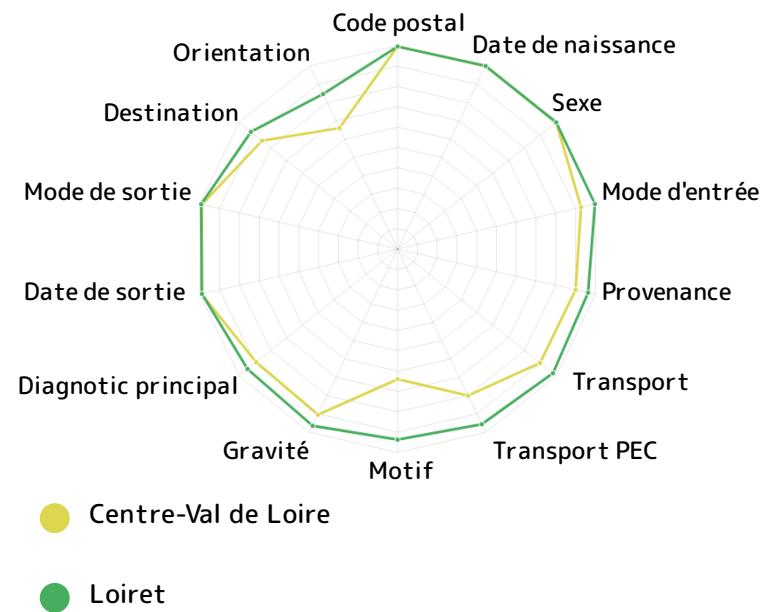 Code postal
Date de naissance
Orientation
Sexe
Destination
Mode de sortie
Mode d'entrée
Date de sortie
Provenance
Diagnotic principal
Transport
Gravité
Transport PEC
Motif
Centre-Val de Loire
Loiret